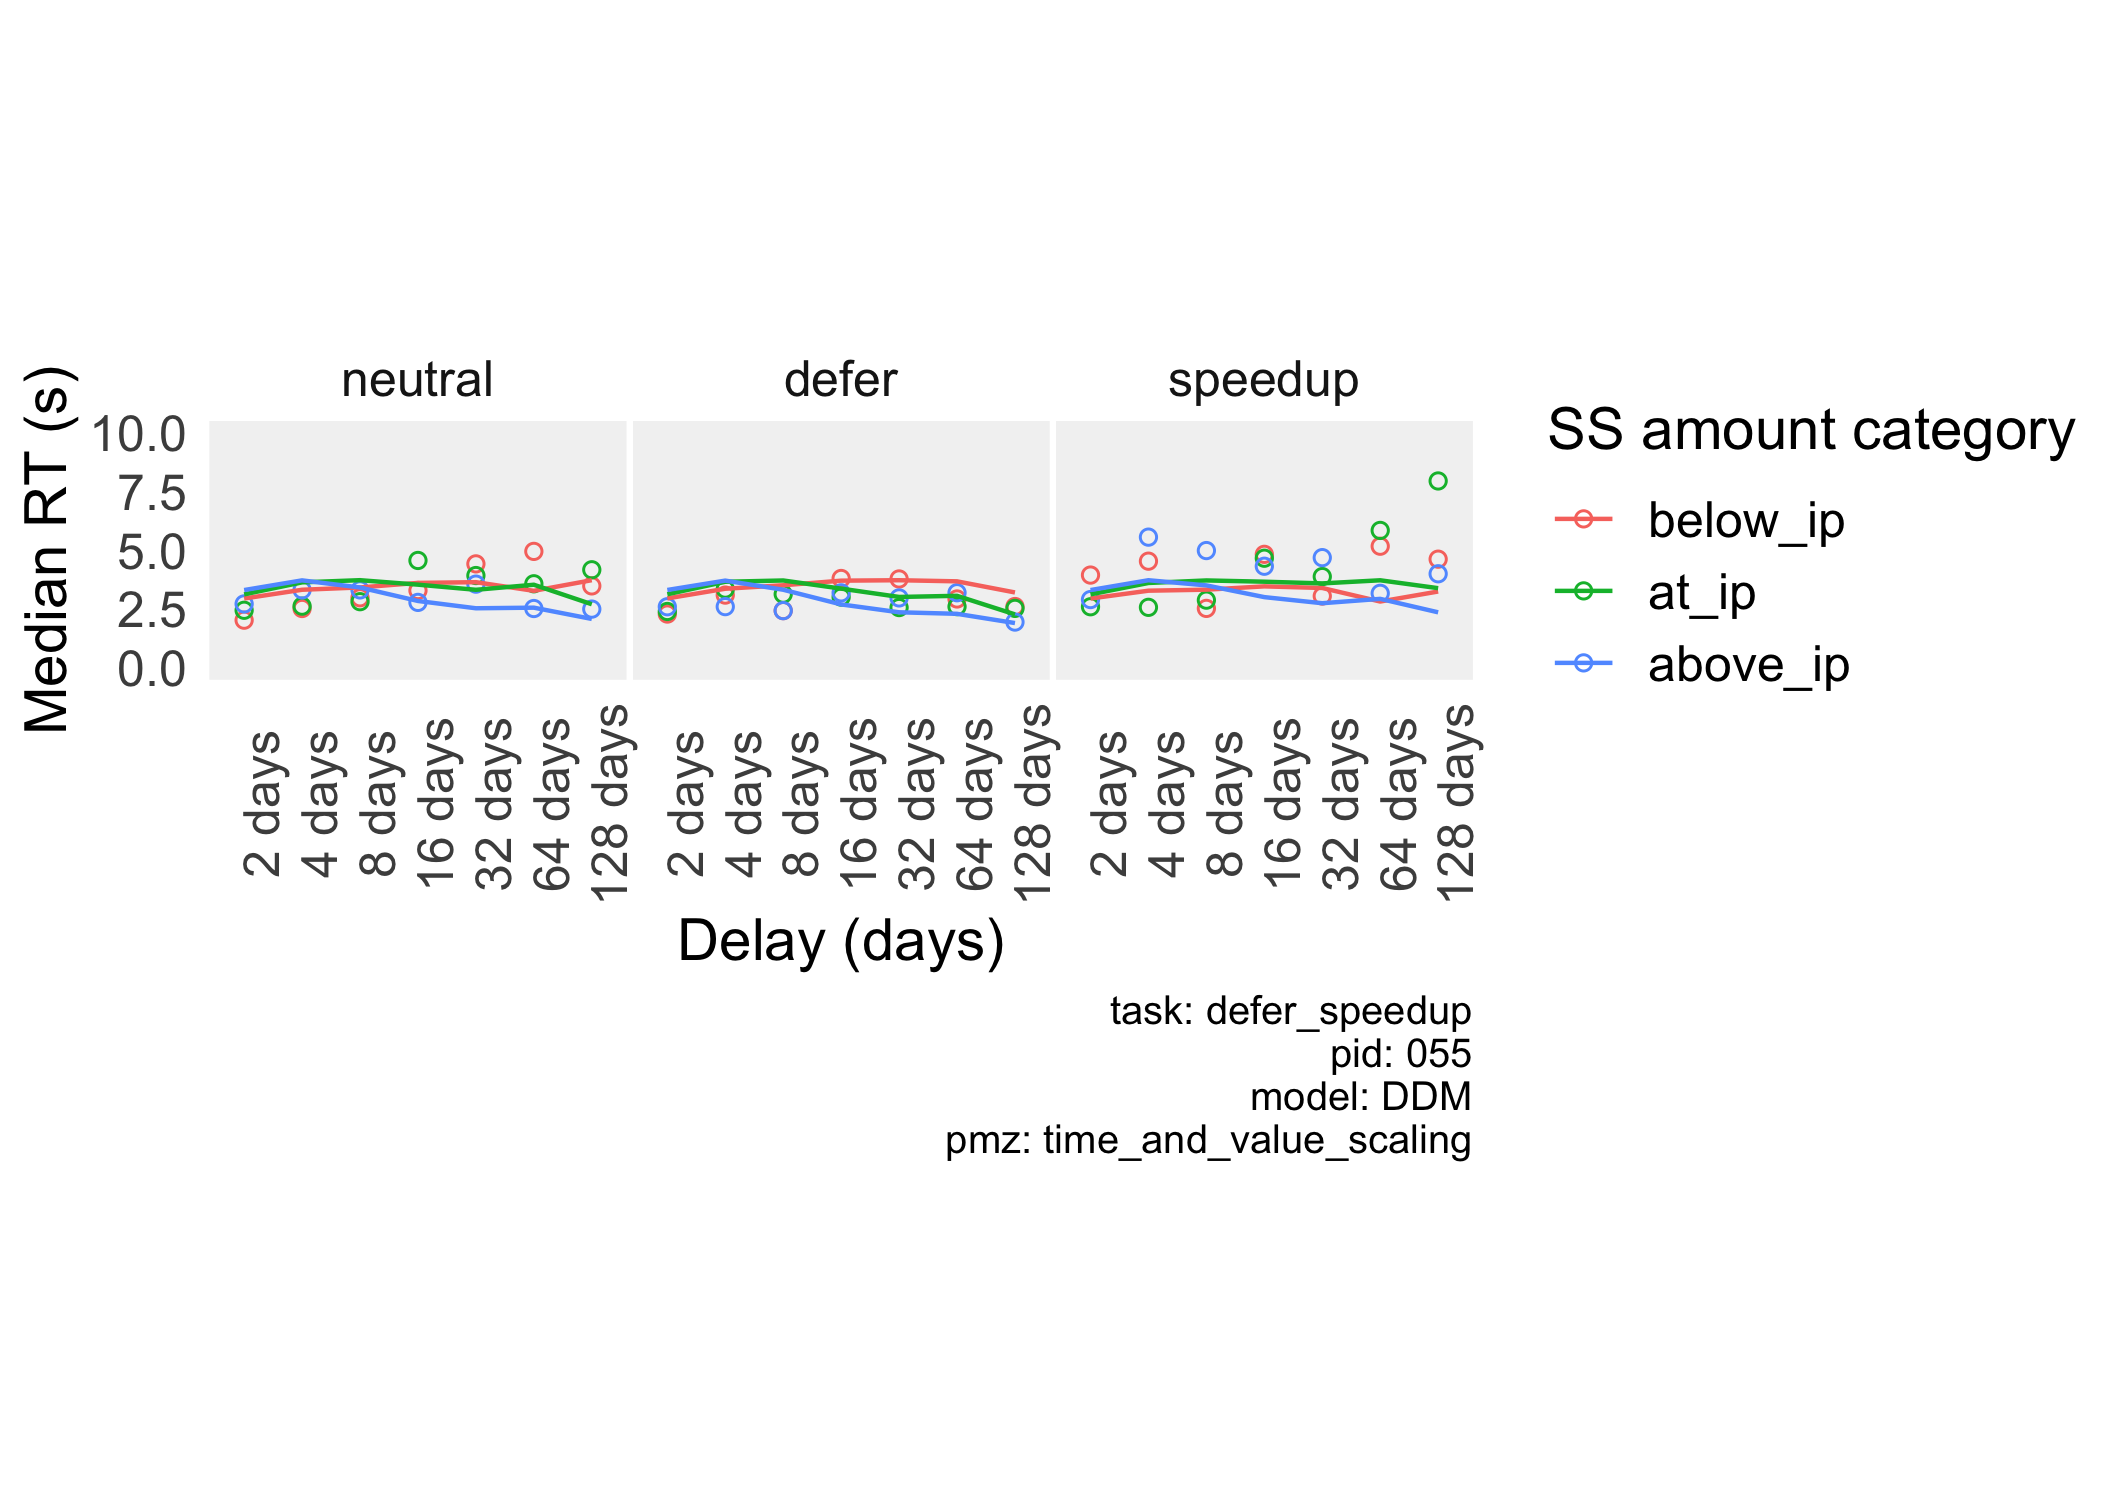 neutral
defer
speedup
Median RT (s)
10.0
7.5
5.0
2.5
0.0
2 days
4 days
8 days
16 days
32 days
64 days
128 days
2 days
4 days
8 days
16 days
32 days
64 days
128 days
2 days
4 days
8 days
16 days
32 days
64 days
128 days
Delay (days)
SS amount category
below_ip
at_ip
above_ip
task: defer_speedup
pid: 055
model: DDM
pmz: time_and_value_scaling